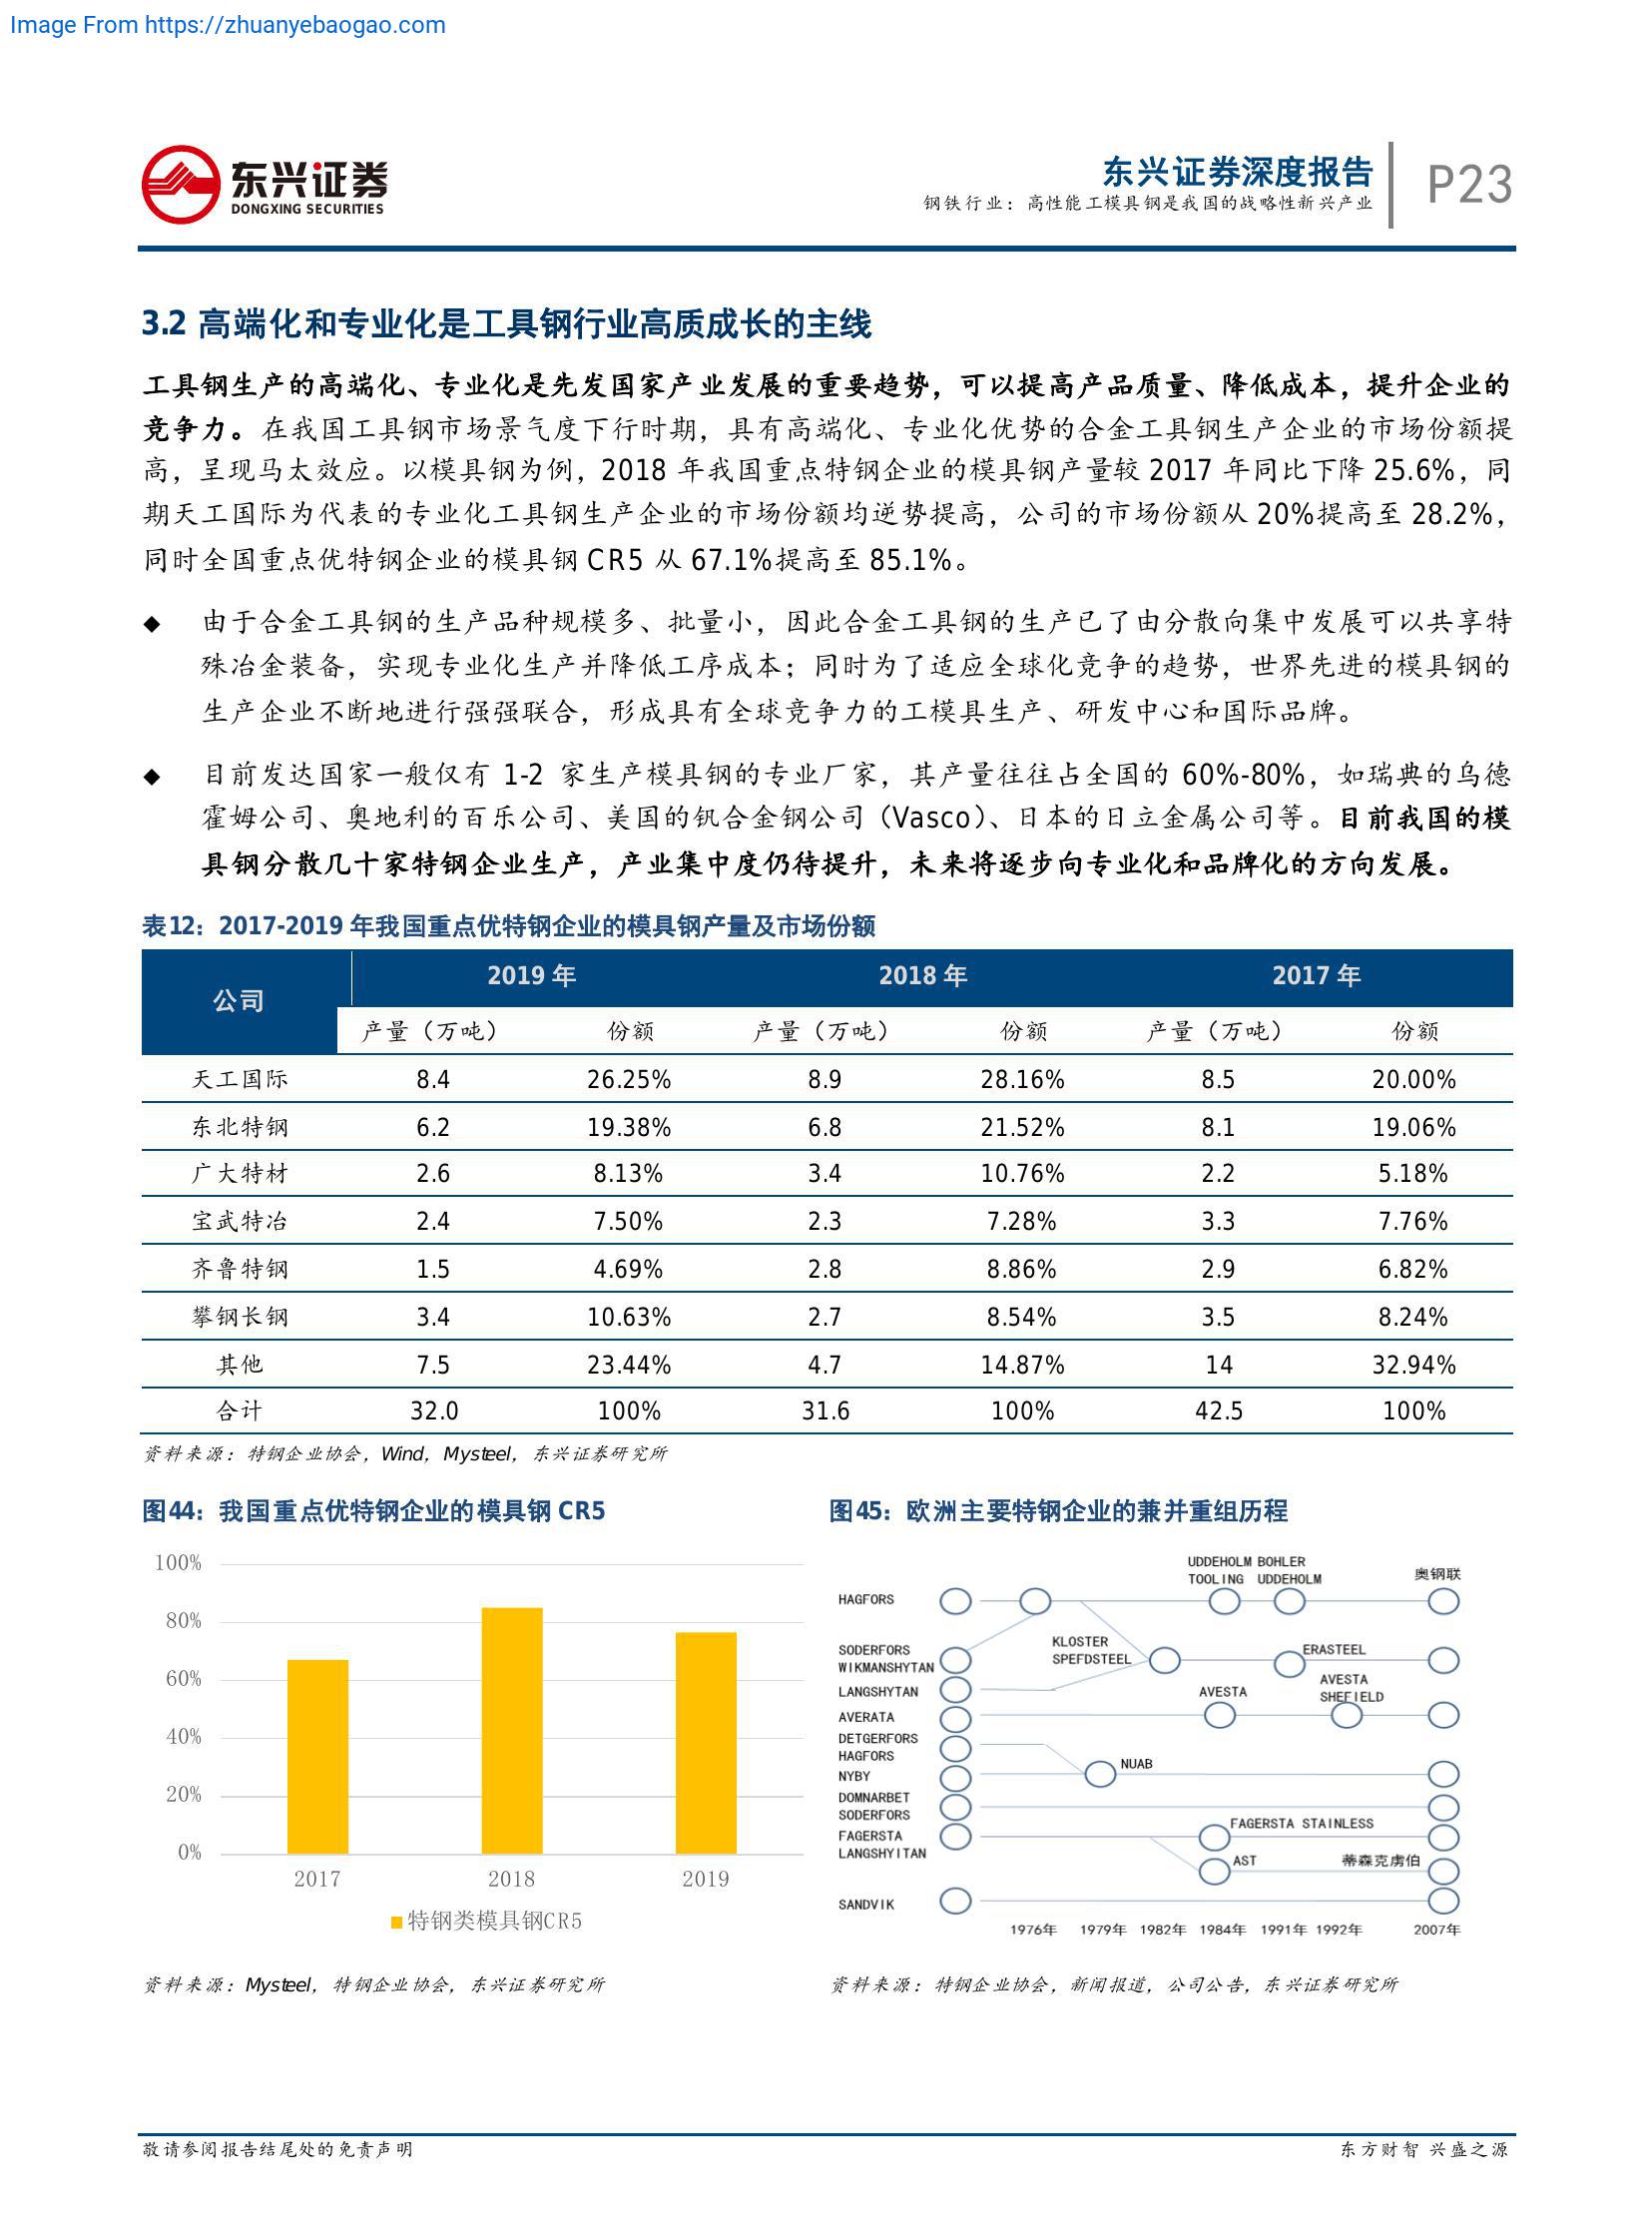 Image From https://zhuanyebaogao.com
东兴证券
DONGXING SECURITIES
东兴证券深度报告
钢铁行业：高性能工模具钢是我国的战略性新兴产业
P23
3.2 高端化和专业化是工具钢行业高质成长的主线
工具钢生产的高端化、专业化是先发国家产业发展的重要趋势，可以提高产品质量、降低成本，提升企业的
竞争力。在我国工具钢市场景气度下行时期，具有高端化、专业化优势的合金工具钢生产企业的市场份额提
高，呈现马太效应。以模具钢为例，2018 年我国重点特钢企业的模具钢产量较 2017 年同比下降 25.6%，同
期天工国际为代表的专业化工具钢生产企业的市场份额均逆势提高，公司的市场份额从 20%提高至 28.2%，
同时全国重点优特钢企业的模具钢 CR5 从 67.1%提高至 85.1%。
◆ 由于合金工具钢的生产品种规模多、批量小，因此合金工具钢的生产已了由分散向集中发展可以共享特
殊冶金装备，实现专业化生产并降低工序成本；同时为了适应全球化竞争的趋势，世界先进的模具钢的
生产企业不断地进行强强联合，形成具有全球竞争力的工模具生产、研发中心和国际品牌。
◆ 目前发达国家一般仅有 1-2 家生产模具钢的专业厂家，其产量往往占全国的 60%-80%，如瑞典的乌德
霍姆公司、奥地利的百乐公司、美国的钒合金钢公司（Vasco）、日本的日立金属公司等。目前我国的模
具钢分散几十家特钢企业生产，产业集中度仍待提升，未来将逐步向专业化和品牌化的方向发展。
表12：2017-2019 年我国重点优特钢企业的模具钢产量及市场份额
公司 2019 年 2018 年 2017 年
产量（万吨） 份额 产量（万吨） 份额 产量（万吨） 份额
天工国际 8.4 26.25% 8.9 28.16% 8.5 20.00%
东北特钢 6.2 19.38% 6.8 21.52% 8.1 19.06%
广大特材 2.6 8.13% 3.4 10.76% 2.2 5.18%
宝武特冶 2.4 7.50% 2.3 7.28% 3.3 7.76%
齐鲁特钢 1.5 4.69% 2.8 8.86% 2.9 6.82%
攀钢长钢 3.4 10.63% 2.7 8.54% 3.5 8.24%
其他 7.5 23.44% 4.7 14.87% 14 32.94%
合计 32.0 100% 31.6 100% 42.5 100%
资料来源：特钢企业协会，Wind，Mysteel，东兴证券研究所
图44：我国重点优特钢企业的模具钢 CR5
100%
80%
60%
40%
20%
0%
2017 2018 2019
特钢类模具钢CR5
资料来源：Mysteel，特钢企业协会，东兴证券研究所
图45：欧洲主要特钢企业的兼并重组历程
UDDEHOLM BOHLER
TOOLING UDDEHOLM
奥钢联
HAGFORS
SODERFORS
WIKMANSHYTAN
KLOSTER
SPEFDSTEEL
ERASTEEL
LANGSHYTAN
AVESTA
AVESTA
SHEFIELD
AVERATA
DETGERFORS
HAGFORS
NYBY
NUAB
DOMNARBET
SODERFORS
FAGERSTA
LANGSHYITAN
FAGERSTA STAINLESS
AST
蒂森克虏伯
SANDVIK
1976年 1979年 1982年 1984年 1991年 1992年 2007年
资料来源：特钢企业协会，新闻报道，公司公告，东兴证券研究所
敬请参阅报告结尾处的免责声明
东方财智 兴盛之源